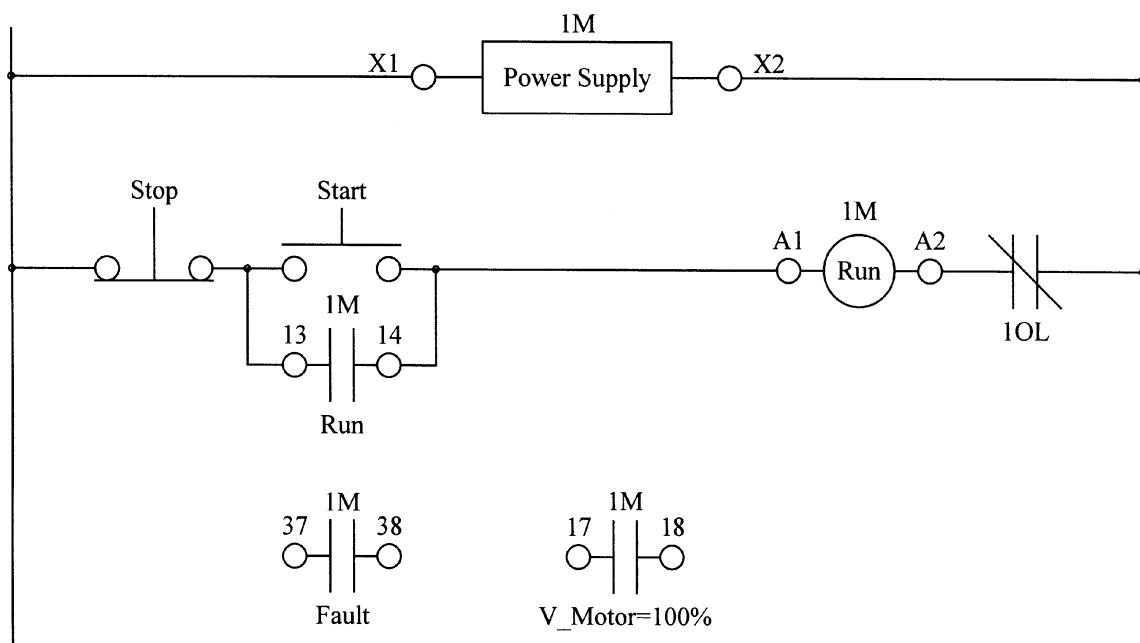 1M
X1 Power Supply X2
Stop Start
1M
A1 Run A2
1OL
1M
13 14
Run
1M 1M
37 38 17 18
Fault V_Motor=100%